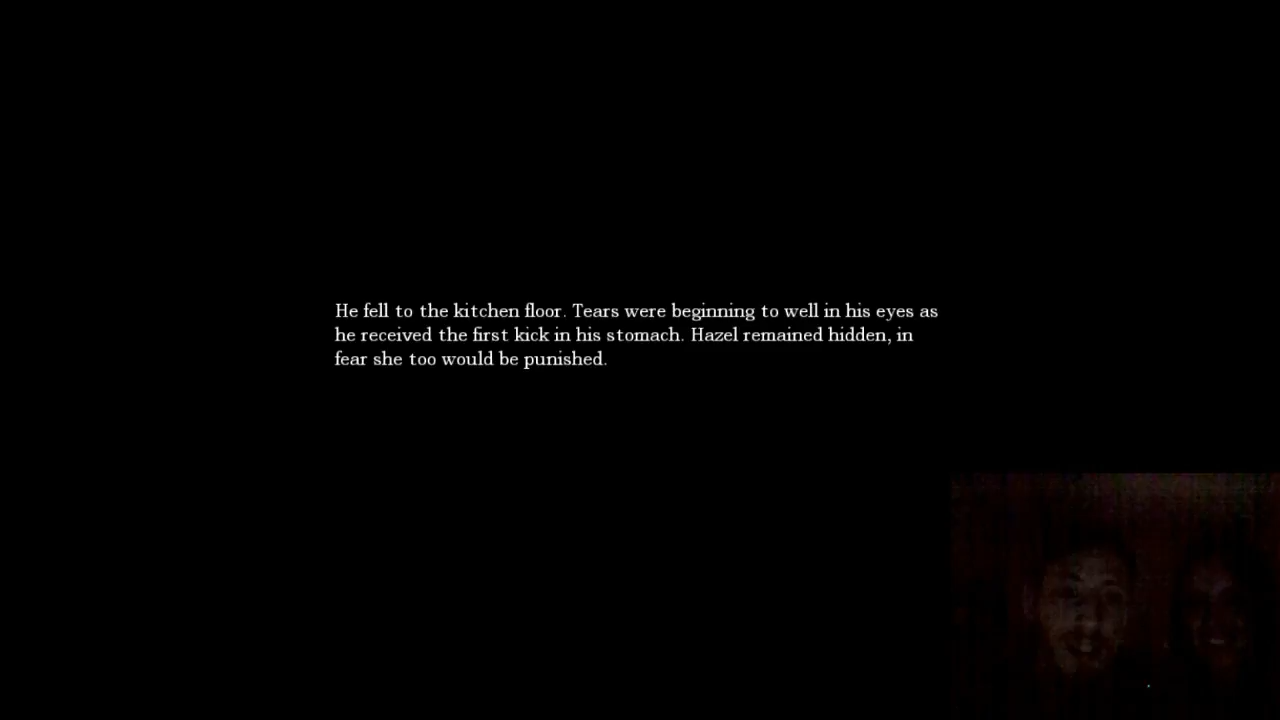 He fell to the kitchen floor. Tears were beginning to well in his eyes as
he received the first kick in his stomach. Hazel remained hidden, in
fear she too would be punished.